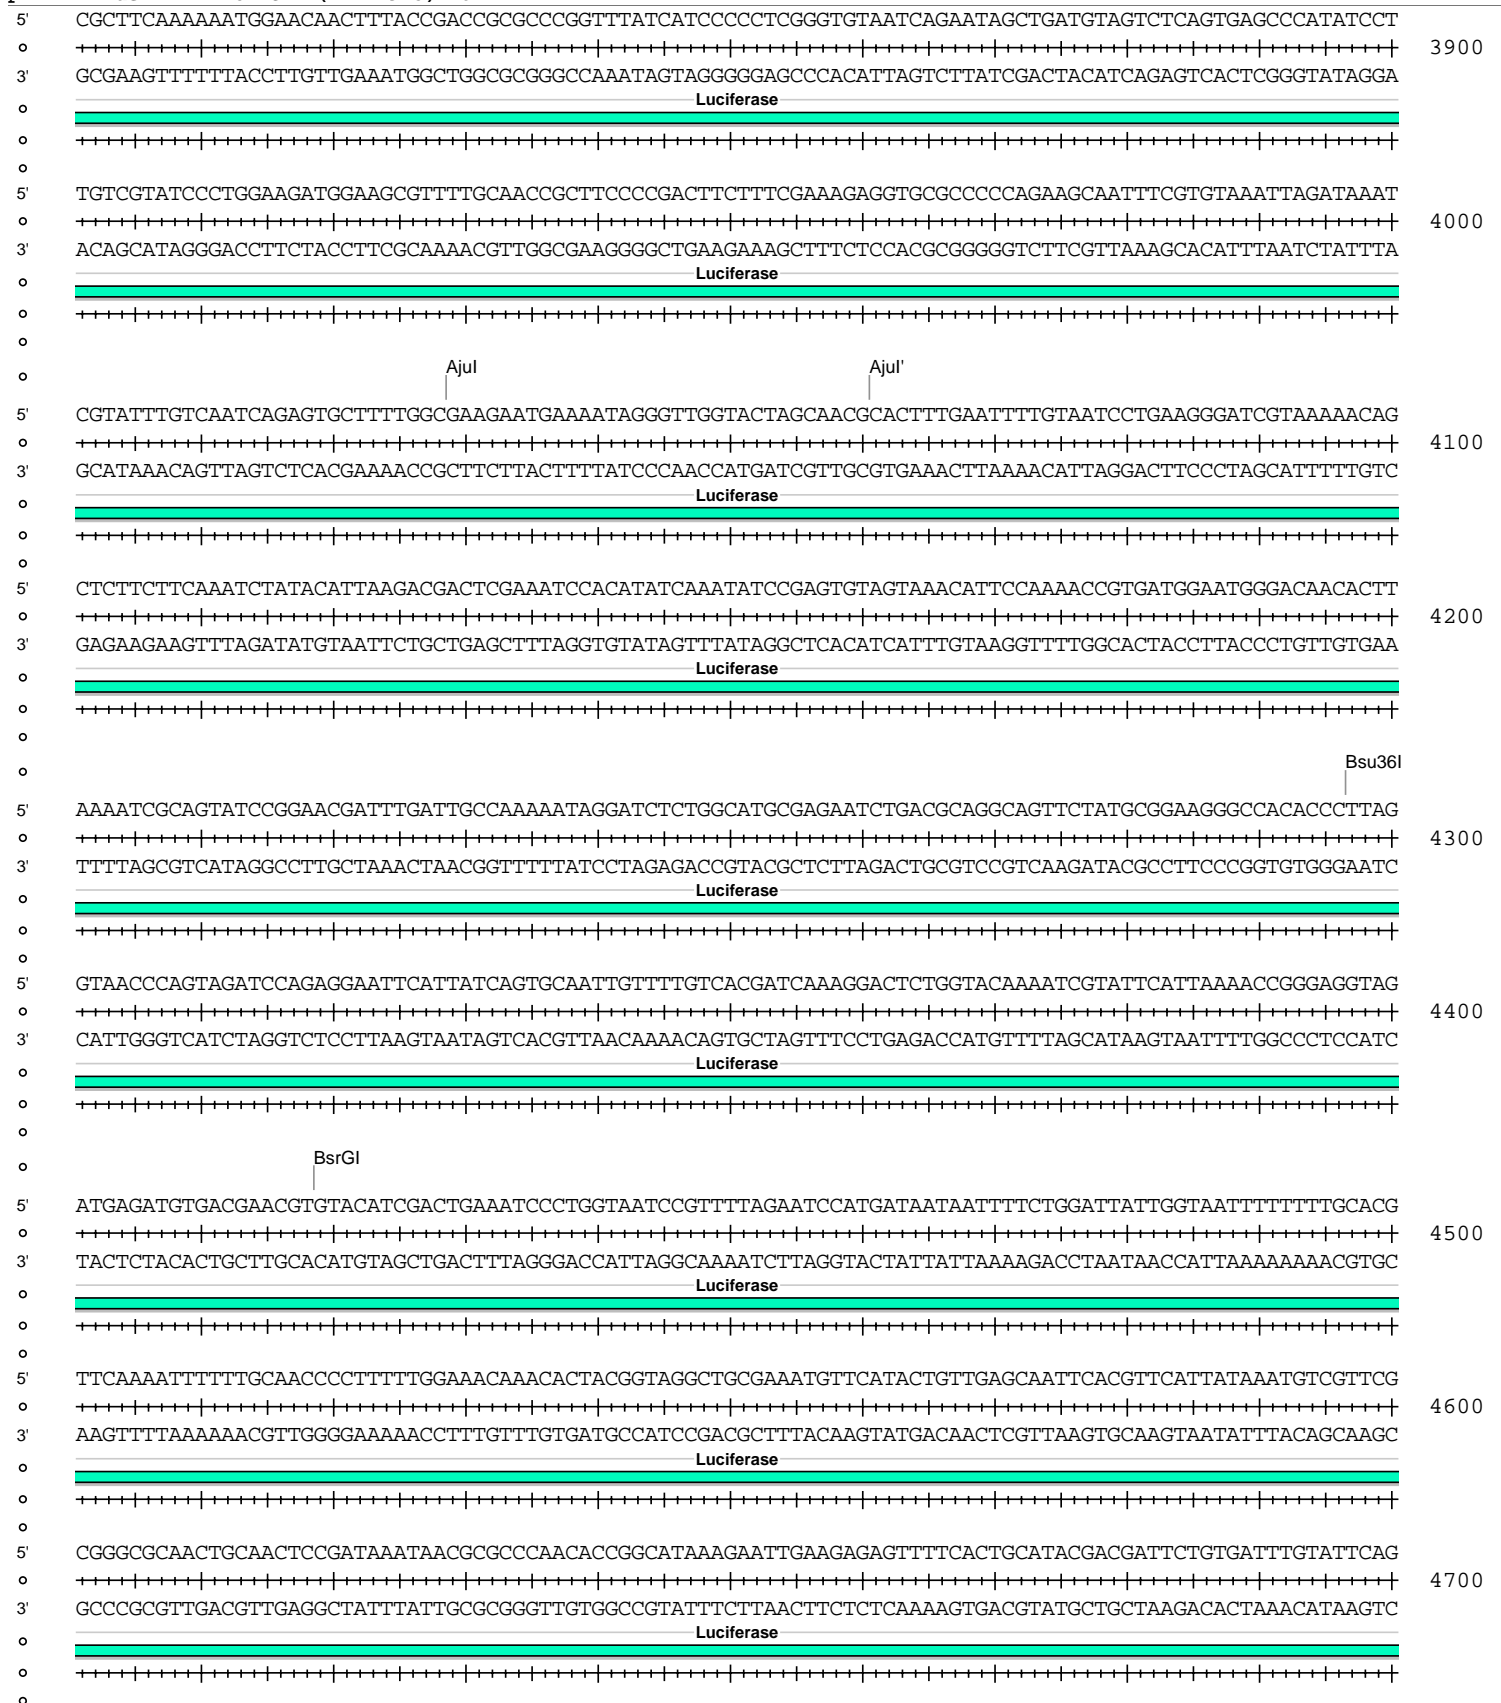 5' CGCTTCAAAAAATGGAACAACTTTACCGACCGCGCCCGGTTTATCATCCCCCTCGGGTGTAATCAGAATAGCTGATGTAGTCTCAGTGAGCCCATATCCT
3900
3' GCGAAGTTTTTTACCTTGTTGAAATGGCTGGCGCGGGCCAAATAGTAGGGGGAGCCCACATTAGTCTTATCGACTACATCAGAGTCACTCGGGTATAGGA
Luciferase
5' TGTCGTATCCCTGGAAGATGGAAGCGTTTTGCAACCGCTTCCCCGACTTCTTTCGAAAGAGGTGCGCCCCCAGAAGCAATTTCGTGTAAATTAGATAAAT
4000
3' ACAGCATAGGGACCTTCTACCTTCGCAAAACGTTGGCGAAGGGGCTGAAGAAAGCTTTCTCCACGCGGGGGTCTTCGTTAAAGCACATTTAATCTATTTA
Luciferase
AjuI AjuI'
5' CGTATTTGTCAATCAGAGTGCTTTTGGCGAAGAATGAAAATAGGGTTGGTACTAGCAACGCACTTTGAATTTTGTAATCCTGAAGGGATCGTAAAAACAG
4100
3' GCATAAACAGTTAGTCTCACGAAAACCGCTTCTTACTTTTATCCCAACCATGATCGTTGCGTGAAACTTAAAACATTAGGACTTCCCTAGCATTTTTGTC
Luciferase
5' CTCTTCTTCAAATCTATACATTAAGACGACTCGAAATCCACATATCAAATATCCGAGTGTAGTAAACATTCCAAAACCGTGATGGAATGGGACAACACTT
4200
3' GAGAAGAAGTTTAGATATGTAATTCTGCTGAGCTTTAGGTGTATAGTTTATAGGCTCACATCATTTGTAAGGTTTTGGCACTACCTTACCCTGTTGTGAA
Luciferase
Bsu36I
5' AAAATCGCAGTATCCGGAACGATTTGATTGCCAAAAATAGGATCTCTGGCATGCGAGAATCTGACGCAGGCAGTTCTATGCGGAAGGGCCACACCCTTAG
4300
3' TTTTAGCGTCATAGGCCTTGCTAAACTAACGGTTTTTATCCTAGAGACCGTACGCTCTTAGACTGCGTCCGTCAAGATACGCCTTCCCGGTGTGGGAATC
Luciferase
5' GTAACCCAGTAGATCCAGAGGAATTCATTATCAGTGCAATTGTTTTGTCACGATCAAAGGACTCTGGTACAAAATCGTATTCATTAAAACCGGGAGGTAG
4400
3' CATTGGGTCATCTAGGTCTCCTTAAGTAATAGTCACGTTAACAAAACAGTGCTAGTTTCCTGAGACCATGTTTTAGCATAAGTAATTTTGGCCCTCCATC
Luciferase
BsrGI
5' ATGAGATGTGACGAACGTGTACATCGACTGAAATCCCTGGTAATCCGTTTTAGAATCCATGATAATAATTTTCTGGATTATTGGTAATTTTTTTTGCACG
4500
3' TACTCTACACTGCTTGCACATGTAGCTGACTTTAGGGACCATTAGGCAAAATCTTAGGTACTATTATTAAAAGACCTAATAACCATTAAAAAAAACGTGC
Luciferase
5' TTCAAAATTTTTTGCAACCCCTTTTTGGAAACAAACACTACGGTAGGCTGCGAAATGTTCATACTGTTGAGCAATTCACGTTCATTATAAATGTCGTTCG
4600
3' AAGTTTTAAAAAACGTTGGGGAAAAACCTTTGTTTGTGATGCCATCCGACGCTTTACAAGTATGACAACTCGTTAAGTGCAAGTAATATTTACAGCAAGC
Luciferase
5' CGGGCGCAACTGCAACTCCGATAAATAACGCGCCCAACACCGGCATAAAGAATTGAAGAGAGTTTTCACTGCATACGACGATTCTGTGATTTGTATTCAG
4700
3' GCCCGCGTTGACGTTGAGGCTATTTATTGCGCGGGTTGTGGCCGTATTTCTTAACTTCTCTCAAAAGTGACGTATGCTGCTAAGACACTAAACATAAGTC
Luciferase